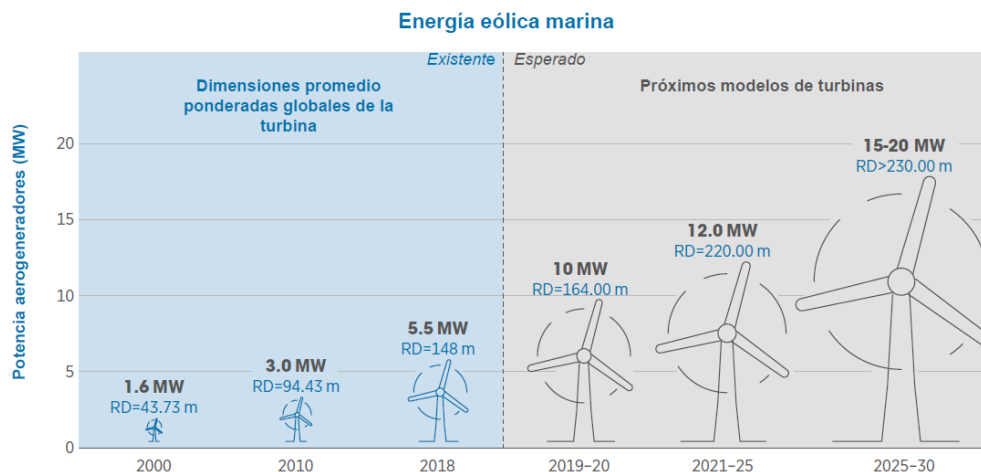 Energía eólica marina
Existente
Esperado
Dimensiones promedio
ponderadas globales de la
turbina
Próximos modelos de turbinas
Potencia aerogeneradores (MW)
20
15
10
5
0
1.6 MW
RD=43.73 m
3.0 MW
RD=94.43 m
5.5 MW
RD=148 m
10 MW
RD=164.00 m
12.0 MW
RD=220.00 m
15-20 MW
RD>230.00 m
2000
2010
2018
2019–20
2021–25
2025–30